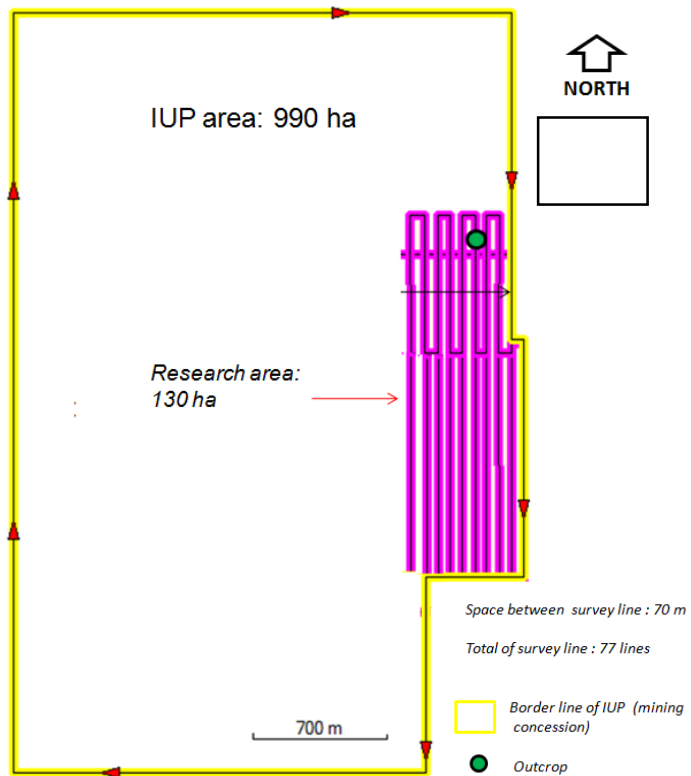 NORTH
IUP area: 990 ha
Research area:
130 ha
Space between survey line : 70 m
Total of survey line : 77 lines
700 m
Border line of IUP (mining
concession)
Outcrop